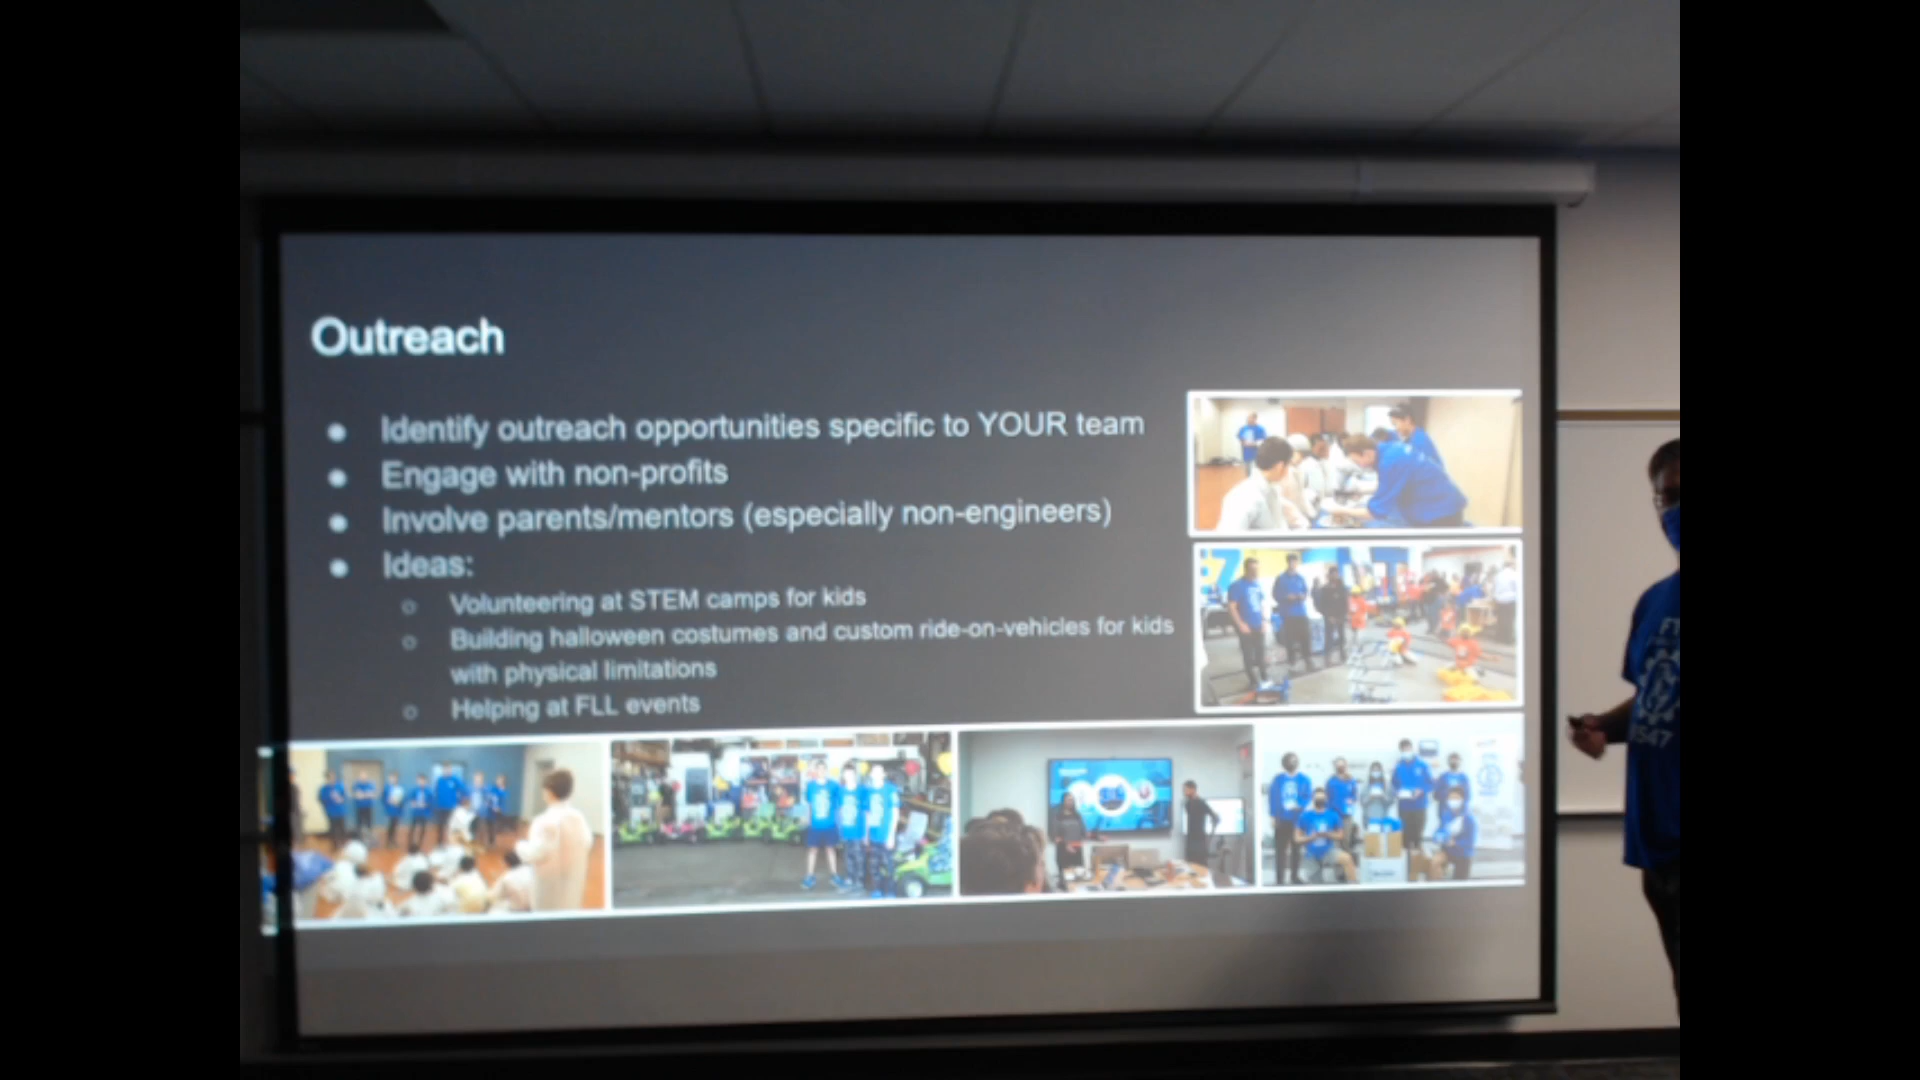 Outreach
● Identify outreach opportunities specific to YOUR team
● Engage with non-profits
● Involve parents/mentors (especially non-engineers)
● Ideas:
○ Volunteering at STEM camps for kids
○ Building halloween costumes and custom ride-on-vehicles for kids
with physical limitations
○ Helping at FLL events